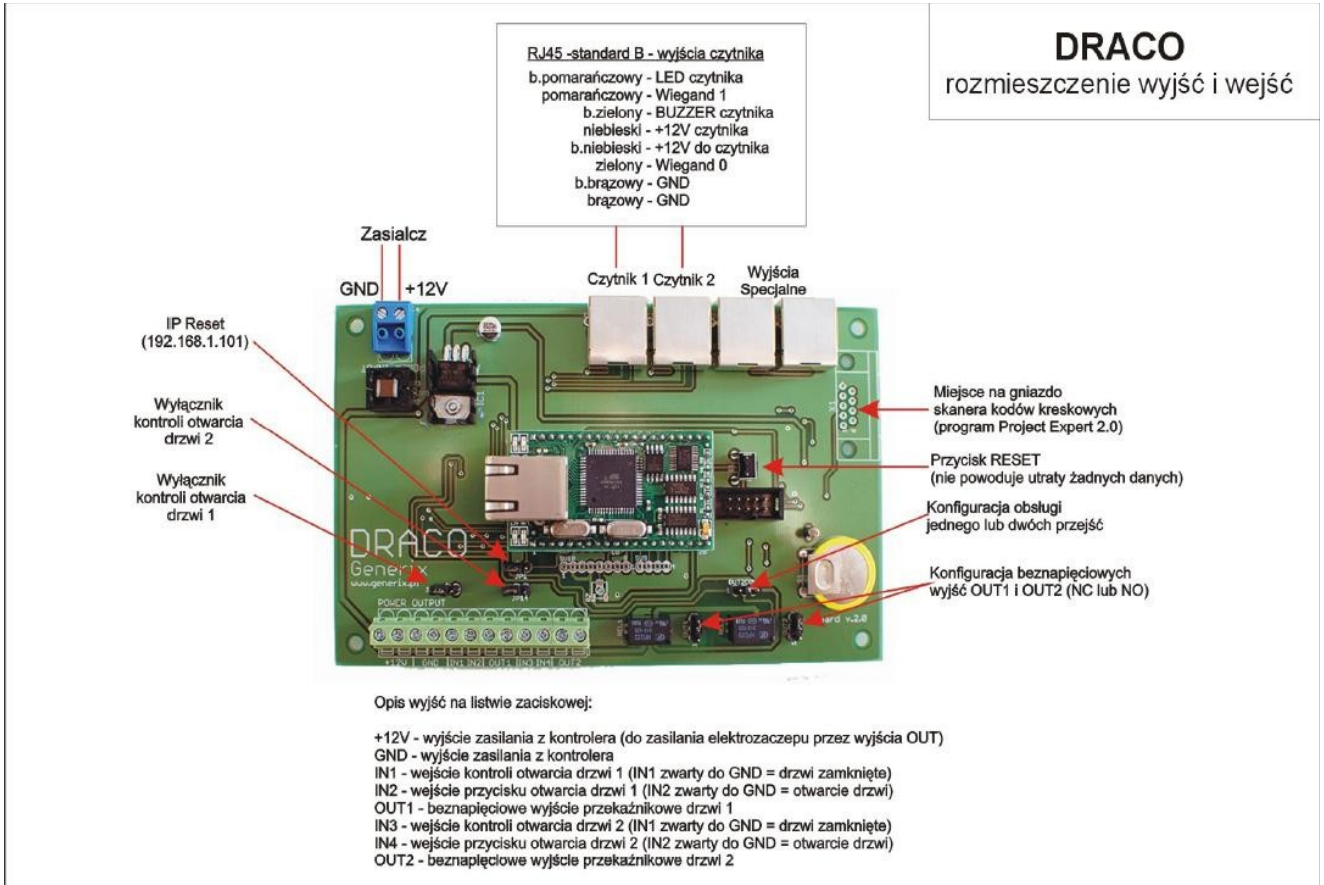 DRACO
rozmieszczenie wyjść i wejść
RJ45 -standard B - wyjścia czytnika
b.pomarańczowy - LED czytnika
pomarańczowy - Wiegand 1
b.zielony - BUZZER czytnika
niebieski - +12V czytnika
b.niebieski - +12V do czytnika
zielony - Wiegand 0
b.brązowy - GND
brązowy - GND
Zasialcz
GND +12V
Czytnik 1 Czytnik 2
Wyjścia
Specjalne
IP Reset
(192.168.1.101)
Wyłącznik
kontroli otwarcia
drzwi 2
Wyłącznik
kontroli otwarcia
drzwi 1
Miejsce na gniazdo
skanera kodów kreskowych
(program Project Expert 2.0)
Przycisk RESET
(nie powoduje utraty żadnych danych)
Konfiguracja obsługi
jednego lub dwóch przejść
Konfiguracja beznapięciowych
wyjść OUT1 i OUT2 (NC lub NO)
X1
IC1
DRACO
Generix
www.generix.pl
POWER OUTPUT
+12V GND IN1 IN2 OUT1 IN3 IN4 OUT2
board v.2.0
Opis wyjść na listwie zaciskowej:
+12V - wyjście zasilania z kontrolera (do zasilania elektrozaczepu przez wyjścia OUT)
GND - wyjście zasilania z kontrolera
IN1 - wejście kontroli otwarcia drzwi 1 (IN1 zwarty do GND = drzwi zamknięte)
IN2 - wejście przycisku otwarcia drzwi 1 (IN2 zwarty do GND = otwarcie drzwi)
OUT1 - beznapięciowe wyjście przekaźnikowe drzwi 1
IN3 - wejście kontroli otwarcia drzwi 2 (IN1 zwarty do GND = drzwi zamknięte)
IN4 - wejście przycisku otwarcia drzwi 2 (IN2 zwarty do GND = otwarcie drzwi)
OUT2 - beznapięciowe wyjście przekaźnikowe drzwi 2